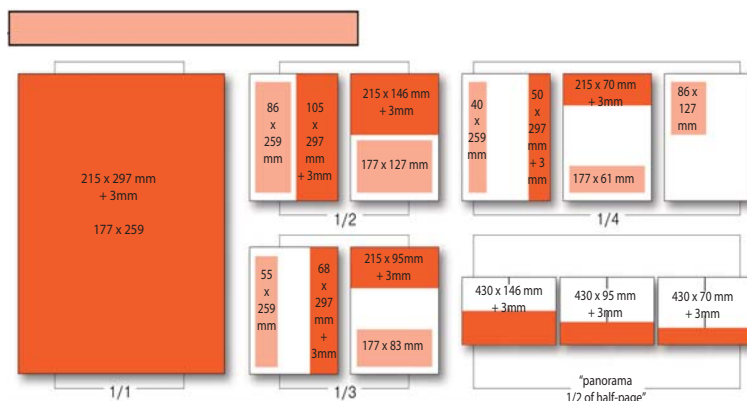 215 x 297 mm
+ 3mm
177 x 259
1/1
86
x
259
mm
105
x
297
mm
+ 3mm
215 x 146 mm
+ 3mm
177 x 127 mm
1/2
55
x
259
mm
68
x
297
mm
+
3mm
215 x 95mm
+ 3mm
177 x 83 mm
1/3
40
x
259
mm
50
x
297
mm
+ 3
mm
215 x 70 mm
+ 3mm
177 x 61 mm
86 x
127
mm
1/4
430 x 146 mm
+ 3mm
430 x 95 mm
+ 3mm
430 x 70 mm
+ 3mm
"panorama
1/2 of half-page"